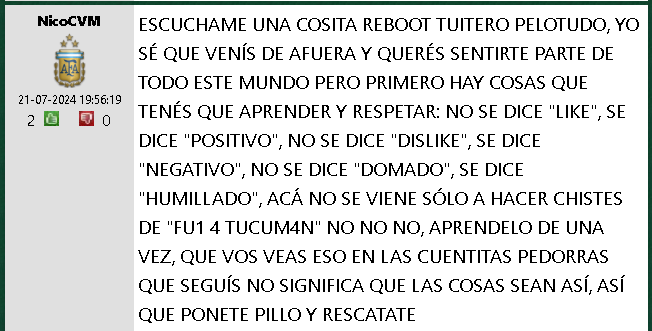 NicoCVM
AFA
21-07-2024 19:56:19
2 0
ESCUCHAME UNA COSITA REBOOT TUITERO PELOTUDO, YO
SÉ QUE VENÍS DE AFUERA Y QUERÉS SENTIRTE PARTE DE
TODO ESTE MUNDO PERO PRIMERO HAY COSAS QUE
TENÉS QUE APRENDER Y RESPETAR: NO SE DICE "LIKE", SE
DICE "POSITIVO", NO SE DICE "DISLIKE", SE DICE
"NEGATIVO", NO SE DICE "DOMADO", SE DICE
"HUMILLADO", ACÁ NO SE VIENE SÓLO A HACER CHISTES
DE "FU1 4 TUCUM4N" NO NO NO, APRENDELO DE UNA
VEZ, QUE VOS VEAS ESO EN LAS CUENTITAS PEDORRAS
QUE SEGUÍS NO SIGNIFICA QUE LAS COSAS SEAN ASÍ, ASÍ
QUE PONETE PILLO Y RESCATATE